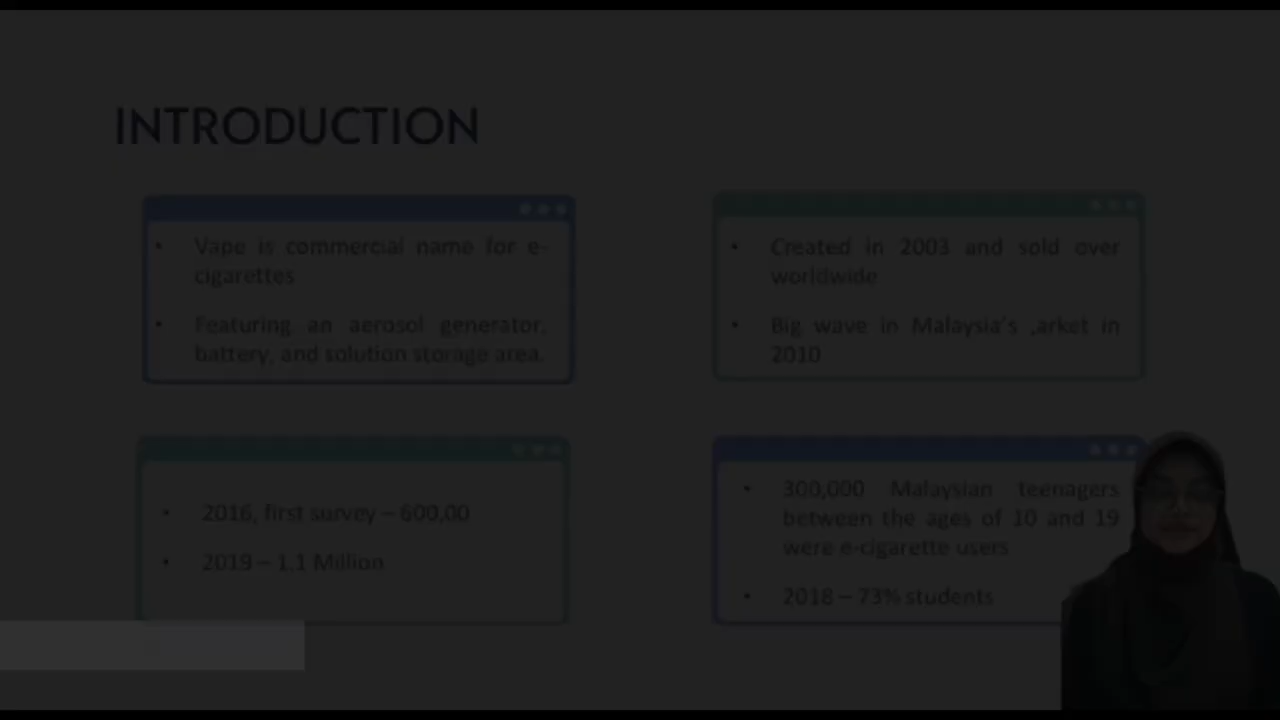 INTRODUCTION
• Vape is commercial name for e-
cigarettes
• Featuring an aerosol generator,
battery, and solution storage area.
• Created in 2003 and sold over
worldwide
• Big wave in Malaysia's ,arket in
2010
• 2016, first survey – 600,00
• 2019 – 1.1 Million
• 300,000 Malaysian teenagers
between the ages of 10 and 19
were e-cigarette users
• 2018 – 73% students